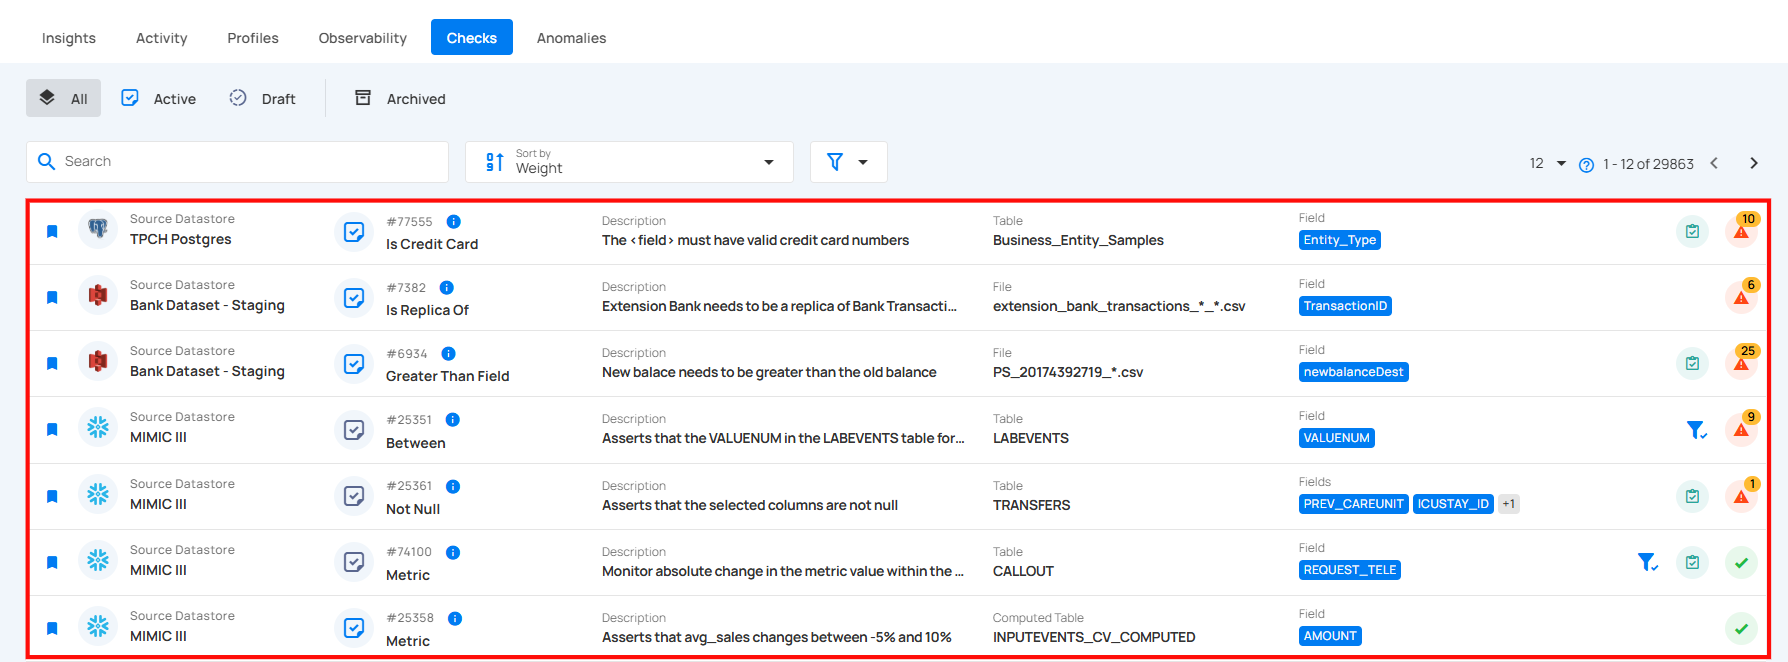 Insights Activity Profiles Observability Checks Anomalies
All Active Draft Archived
Search Sort by Weight 12 1 - 12 of 29863
Source Datastore #77555 Description Table Field 10
TPCH Postgres Is Credit Card The <field> must have valid credit card numbers Business_Entity_Samples Entity_Type
Source Datastore #7382 Description File Field 6
Bank Dataset - Staging Is Replica Of Extension Bank needs to be a replica of Bank Transacti... extension_bank_transactions_*_*.csv TransactionID
Source Datastore #6934 Description File Field 25
Bank Dataset - Staging Greater Than Field New balace needs to be greater than the old balance PS_20174392719_*.csv newbalanceDest
Source Datastore #25351 Description Table Field 9
MIMIC III Between Asserts that the VALUENUM in the LABEVENTS table for... LABEVENTS VALUENUM
Source Datastore #25361 Description Table Fields 1
MIMIC III Not Null Asserts that the selected columns are not null TRANSFERS PREV_CAREUNIT ICUSTAY_ID +1
Source Datastore #74100 Description Table Field
MIMIC III Metric Monitor absolute change in the metric value within the ... CALLOUT REQUEST_TELE
Source Datastore #25358 Description Computed Table Field
MIMIC III Metric Asserts that avg_sales changes between -5% and 10% INPUTEVENTS_CV_COMPUTED AMOUNT